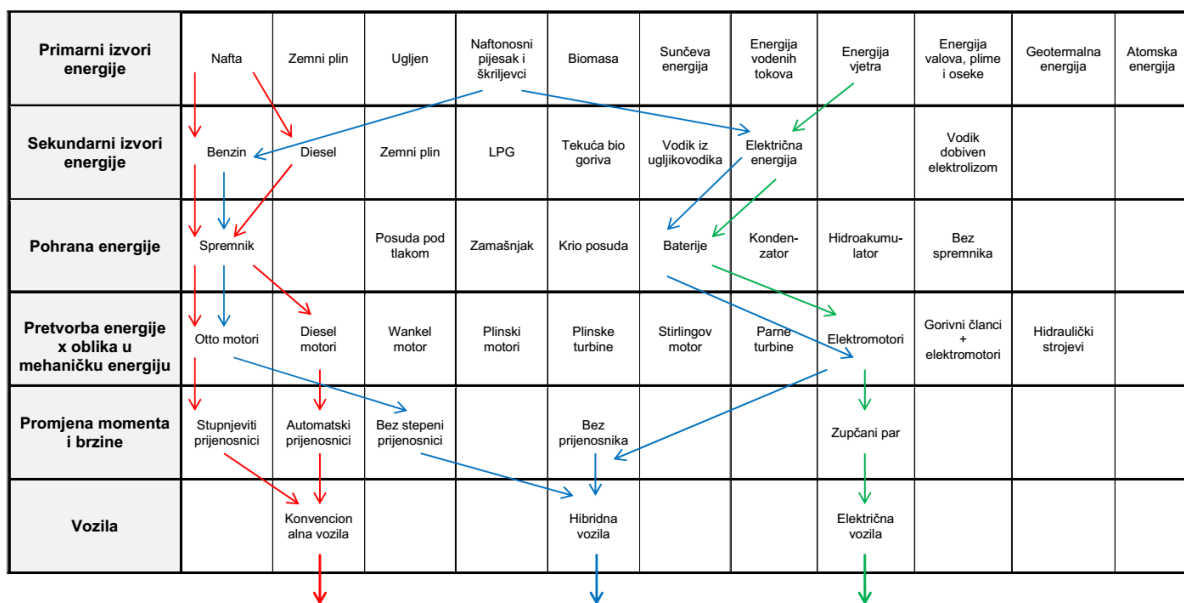 Primarni izvori
energije
Nafta
Zemni plin
Ugljen
Naftonosni
pijesak i
škriljevci
Biomasa
Sunčeva
energija
Energija
vodenih
tokova
Energija
vjetra
Energija
valova, plime
i oseke
Geotermalna
energija
Atomska
energija
Sekundarni izvori
energije
Benzin
Diesel
Zemni plin
LPG
Tekuća bio
goriva
Vodik iz
ugljikovodika
Električna
energija
Vodik
dobiven
elektrolizom
Pohrana energije
Spremnik
Posuda pod
tlakom
Zamašnjak
Krio posuda
Baterije
Konden-
zator
Hidroakumu-
lator
Bez
spremnika
Pretvorba energije
x oblika u
mehaničku energiju
Otto motori
Diesel
motori
Wankel
motor
Plinski
motori
Plinske
turbine
Stirlingov
motor
Parne
turbine
Elektromotori
Gorivni članci
+
elektromotori
Hidraulički
strojevi
Promjena momenta
i brzine
Stupnjeviti
prijenosnici
Automatski
prijenosnici
Bez stepeni
prijenosnici
Bez
prijenosnika
Zupčani par
Vozila
Konvencion
alna vozila
Hibridna
vozila
Električna
vozila